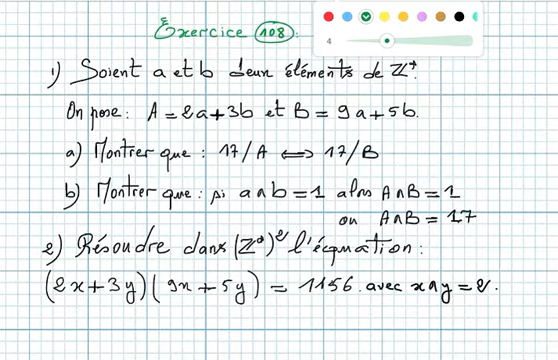 Exercice 108:
4
1) Soient a et b deux éléments de ℤ*.
On pose: A = 2a+3b et B = 9a+5b.
a) Montrer que : 17/A ⟺ 17/B
b) Montrer que : si a∧b=1 alors A∧B=1
ou A∧B=17
2) Résoudre dans (ℤ*)² l'équation:
(2x+3y)(9x+5y) = 1156. avec x∧y=2.